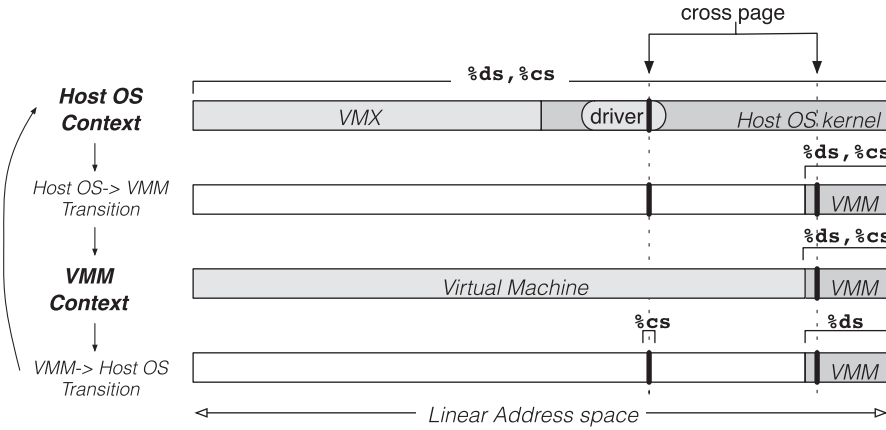 cross page
%ds,%cs
Host OS
Context
VMX
driver
Host OS kernel
%ds,%cs
Host OS-> VMM
Transition
VMM
%ds,%cs
VMM
Context
Virtual Machine
VMM
%cs
%ds
VMM-> Host OS
Transition
VMM
Linear Address space